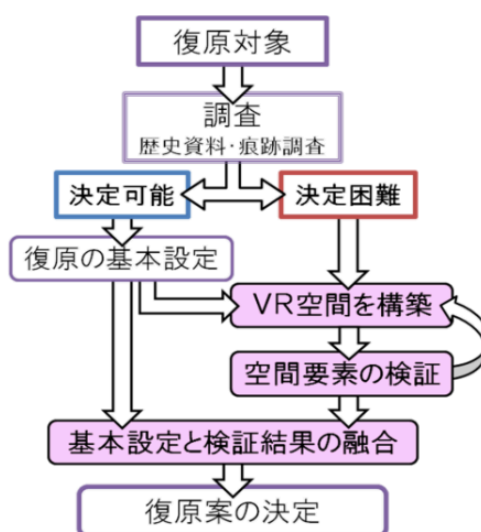 復原対象
調査
歴史資料・痕跡調査
決定可能
決定困難
復原の基本設定
VR空間を構築
空間要素の検証
基本設定と検証結果の融合
復原案の決定